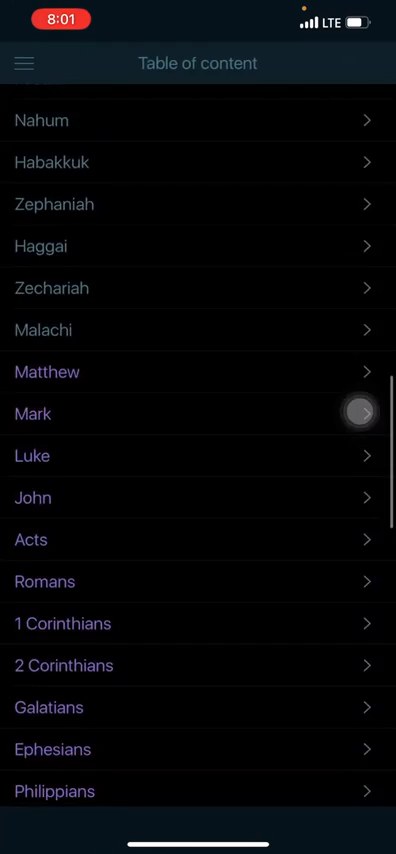 8:01
LTE
Table of content
Nahum
Habakkuk
Zephaniah
Haggai
Zechariah
Malachi
Matthew
Mark
Luke
John
Acts
Romans
1 Corinthians
2 Corinthians
Galatians
Ephesians
Philippians